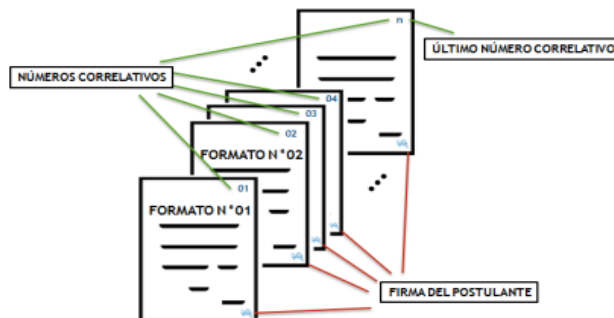 n
ÚLTIMO NÚMERO CORRELATIVO
NÚMEROS CORRELATIVOS
04
03
02
FORMATO N°02
01
FORMATO N°01
FIRMA DEL POSTULANTE